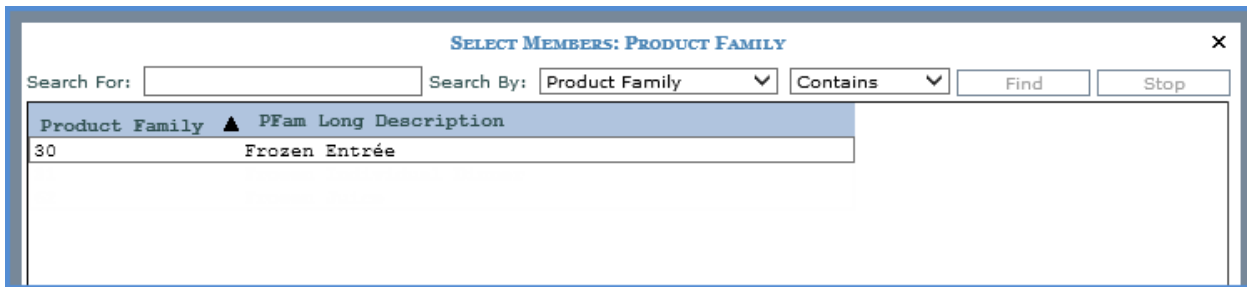 SELECT MEMBERS: PRODUCT FAMILY ×
Search For: Search By: Product Family Contains Find Stop
Product Family ▲ PFam Long Description
30 Frozen Entrée